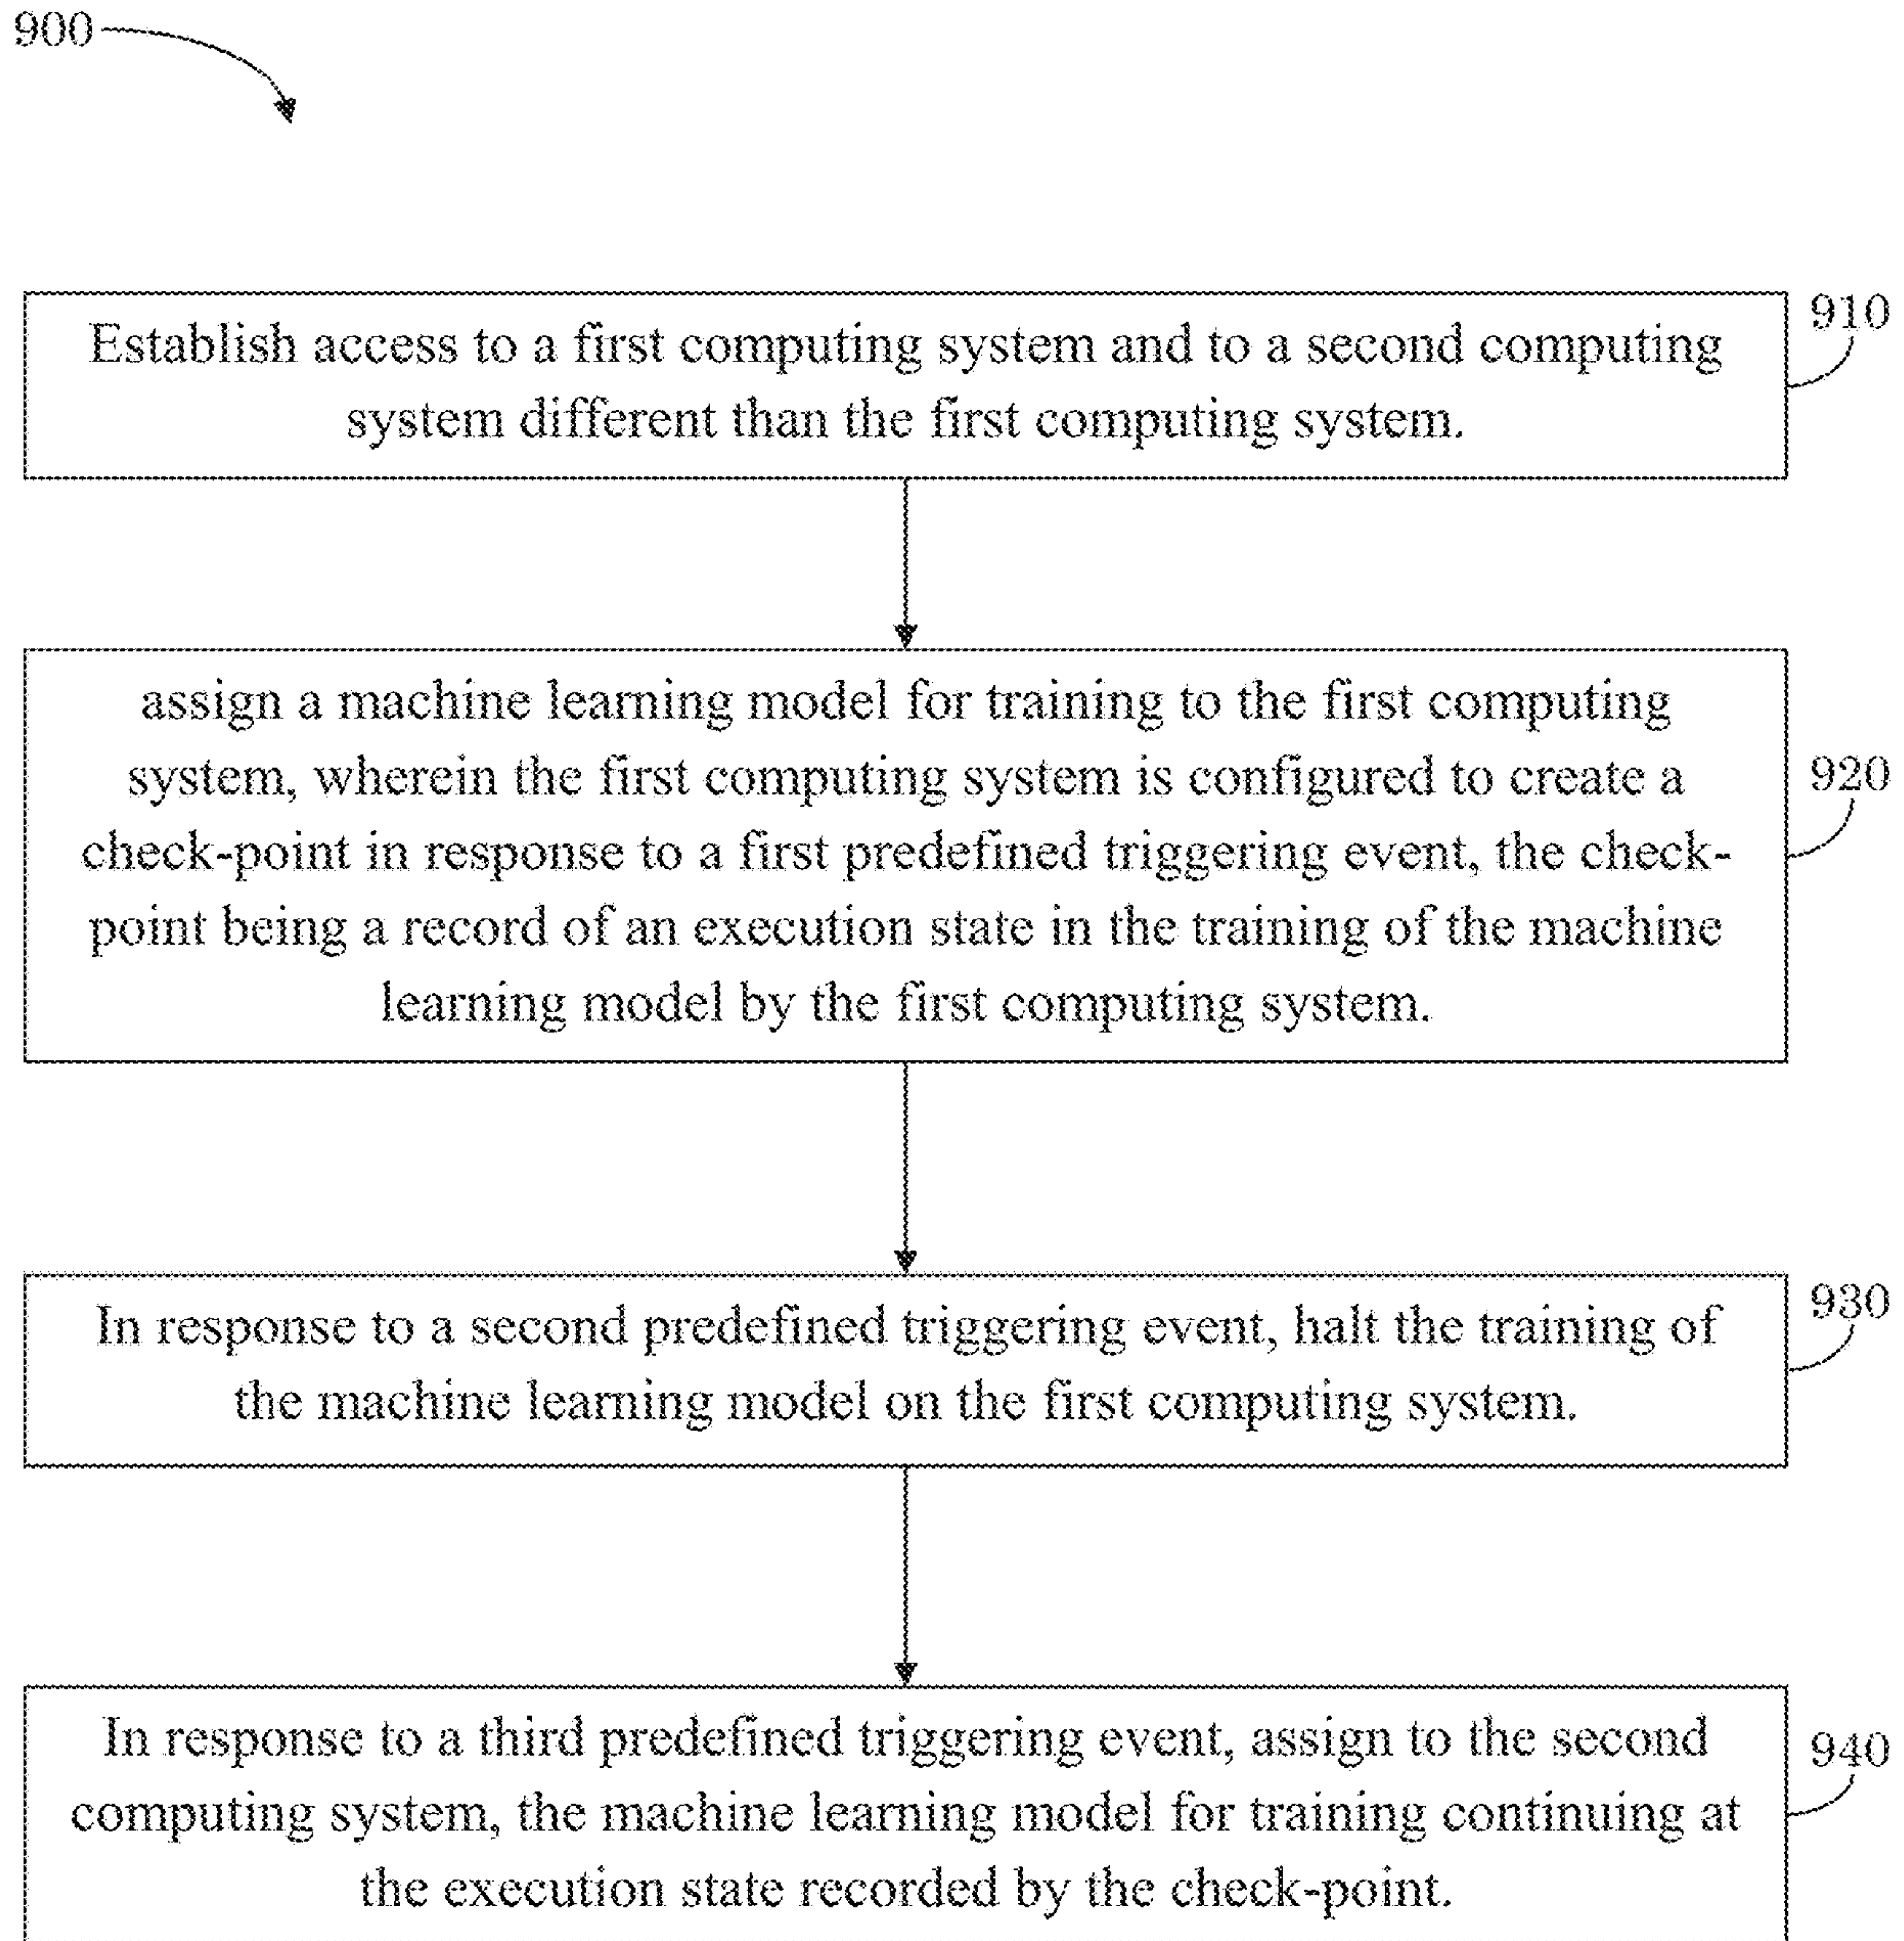 900
Establish access to a first computing system and to a second computing
system different than the first computing system.
910
assign a machine learning model for training to the first computing
system, wherein the first computing system is configured to create a
check-point in response to a first predefined triggering event, the check-
point being a record of an execution state in the training of the machine
learning model by the first computing system.
920
In response to a second predefined triggering event, halt the training of
the machine learning model on the first computing system.
930
In response to a third predefined triggering event, assign to the second
computing system, the machine learning model for training continuing at
the execution state recorded by the check-point.
940